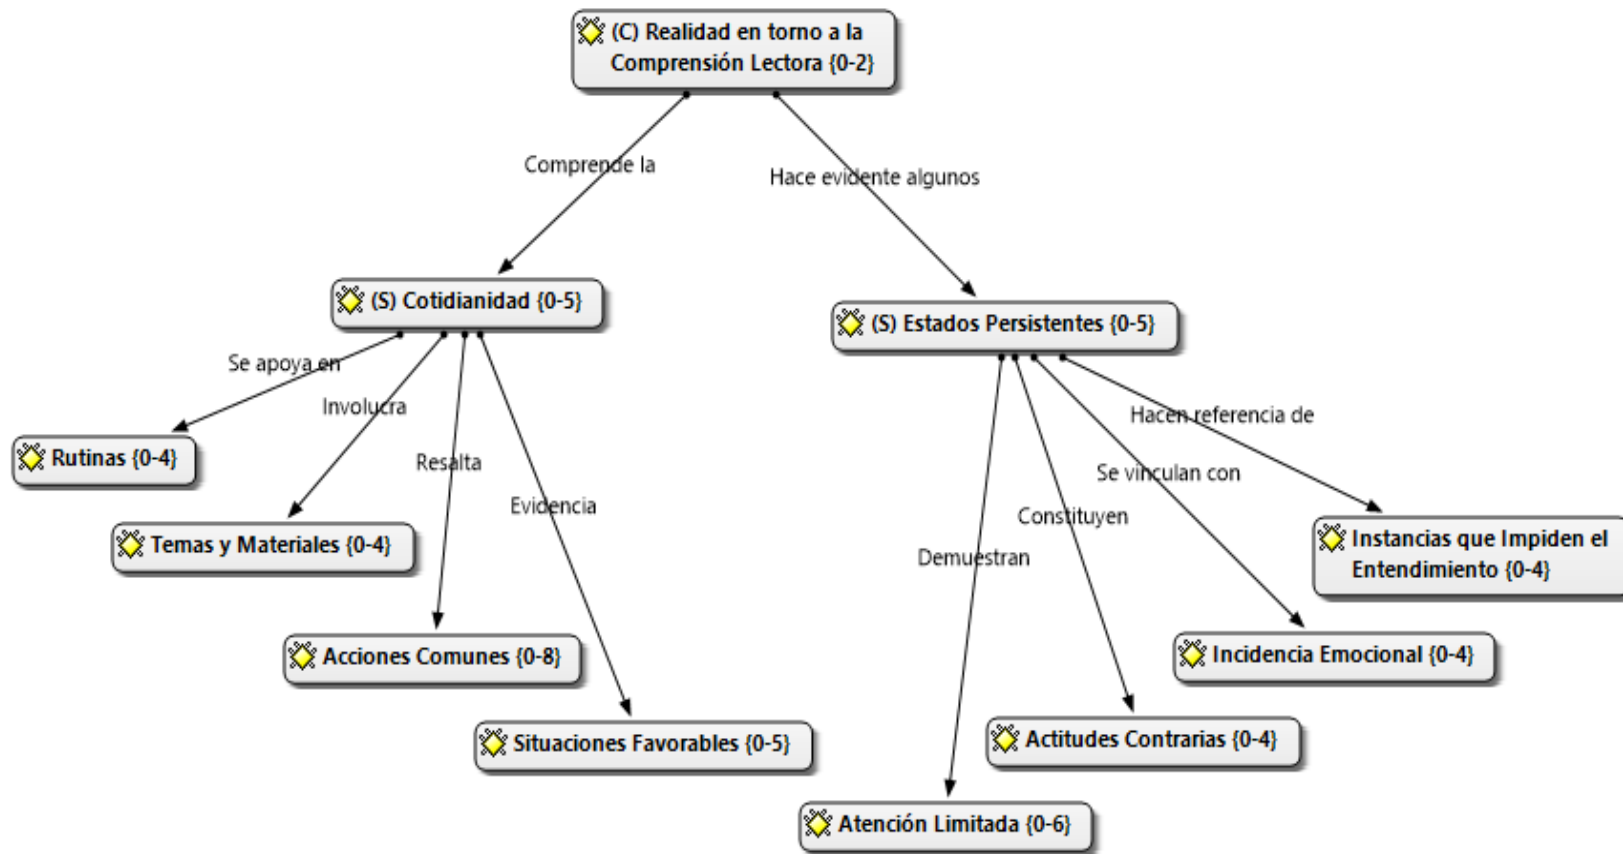 (C) Realidad en torno a la
Comprensión Lectora {0-2}
Comprende la
Hace evidente algunos
(S) Cotidianidad {0-5}
(S) Estados Persistentes {0-5}
Se apoya en
Involucra
Resalta
Evidencia
Hacen referencia de
Se vinculan con
Constituyen
Demuestran
Rutinas {0-4}
Temas y Materiales {0-4}
Acciones Comunes {0-8}
Situaciones Favorables {0-5}
Instancias que Impiden el
Entendimiento {0-4}
Incidencia Emocional {0-4}
Actitudes Contrarias {0-4}
Atención Limitada {0-6}